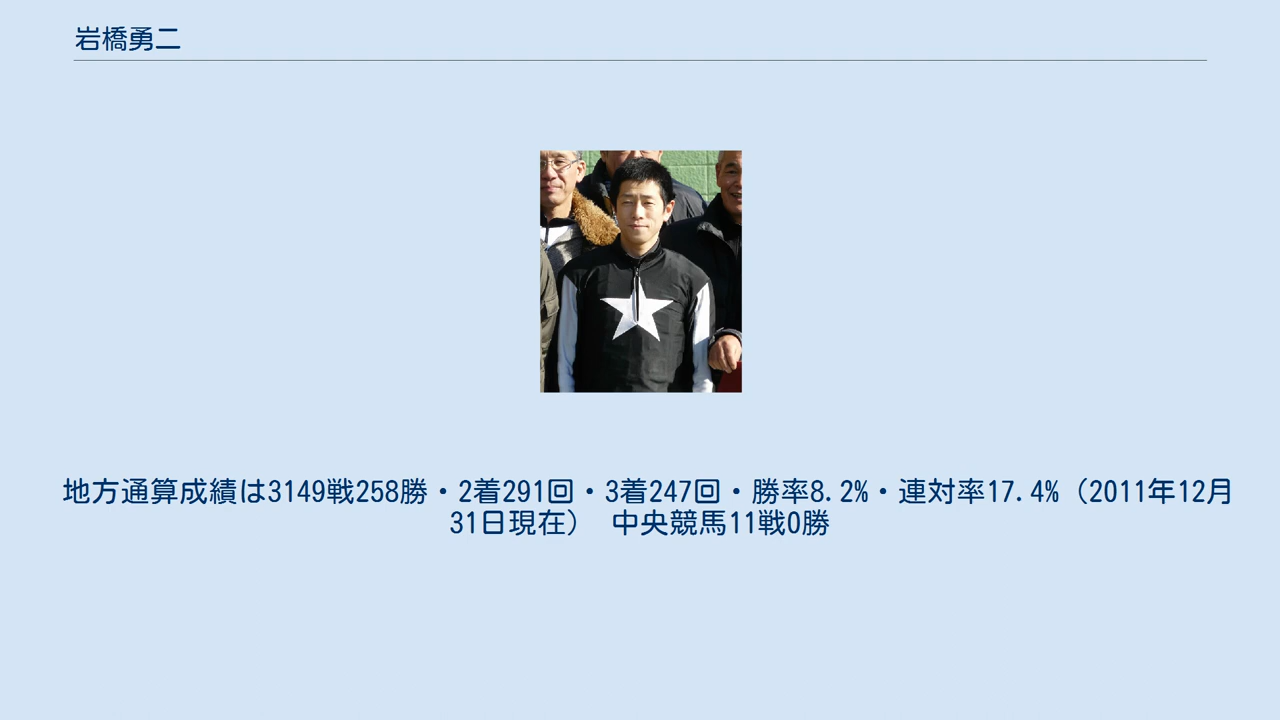 岩橋勇二
地方通算成績は3149戦258勝・2着291回・3着247回・勝率8.2%・連対率17.4%（2011年12月
31日現在）　中央競馬11戦0勝